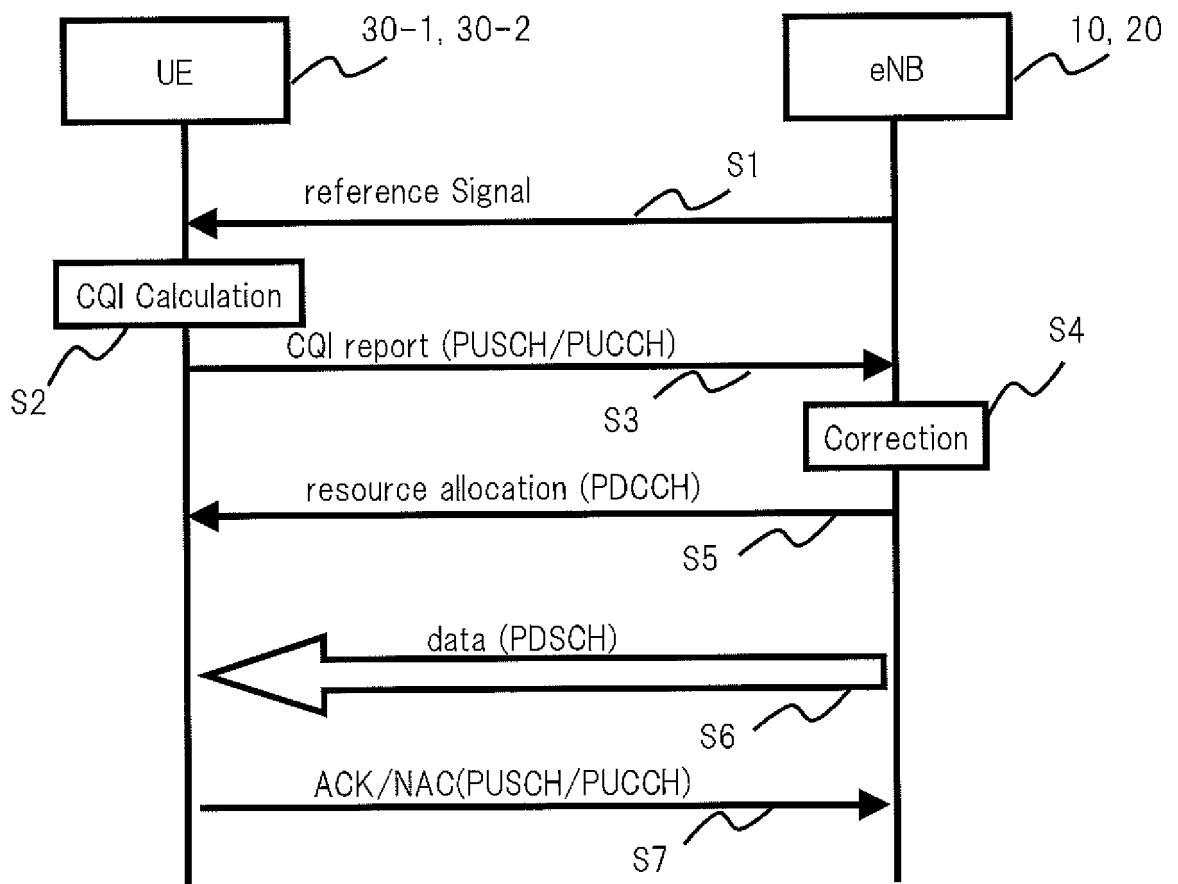 30-1, 30-2
10, 20
UE
eNB
S1
reference Signal
CQI Calculation
S2
CQI report (PUSCH/PUCCH)
S4
S3
Correction
resource allocation (PDCCH)
S5
data (PDSCH)
S6
ACK/NAC(PUSCH/PUCCH)
S7